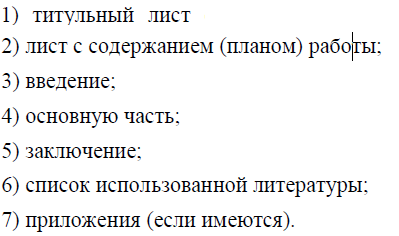 1) титульный лист
2) лист с содержанием (планом) работы;
3) введение;
4) основную часть;
5) заключение;
6) список использованной литературы;
7) приложения (если имеются).